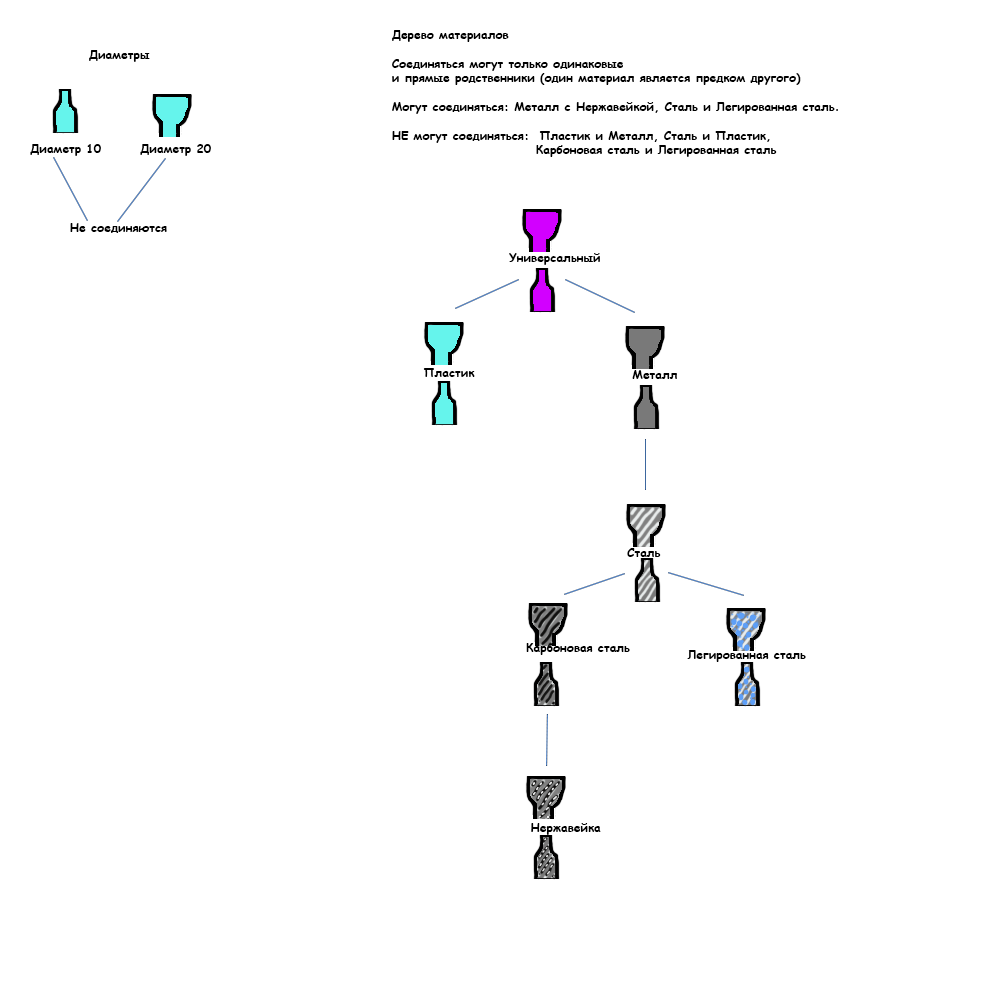 Диаметры
Диаметр 10
Диаметр 20
Не соединяются
Дерево материалов
Соединяться могут только одинаковые
и прямые родственники (один материал является предком другого)
Могут соединяться: Металл с Нержавейкой, Сталь и Легированная сталь.
НЕ могут соединяться: Пластик и Металл, Сталь и Пластик,
Карбоновая сталь и Легированная сталь
Универсальный
Пластик
Металл
Сталь
Карбоновая сталь
Легированная сталь
Нержавейка